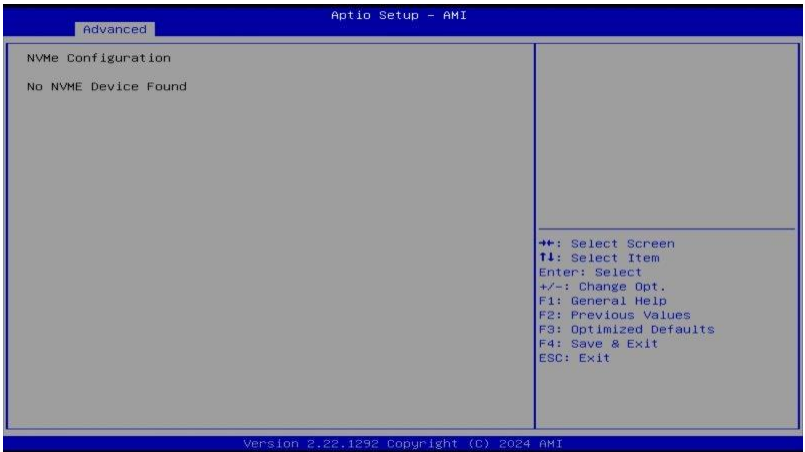 Aptio Setup – AMI
Advanced
NVMe Configuration
No NVME Device Found
→←: Select Screen
↑↓: Select Item
Enter: Select
+/-: Change Opt.
F1: General Help
F2: Previous Values
F3: Optimized Defaults
F4: Save & Exit
ESC: Exit
Version 2.22.1292 Copyright (C) 2024 AMI